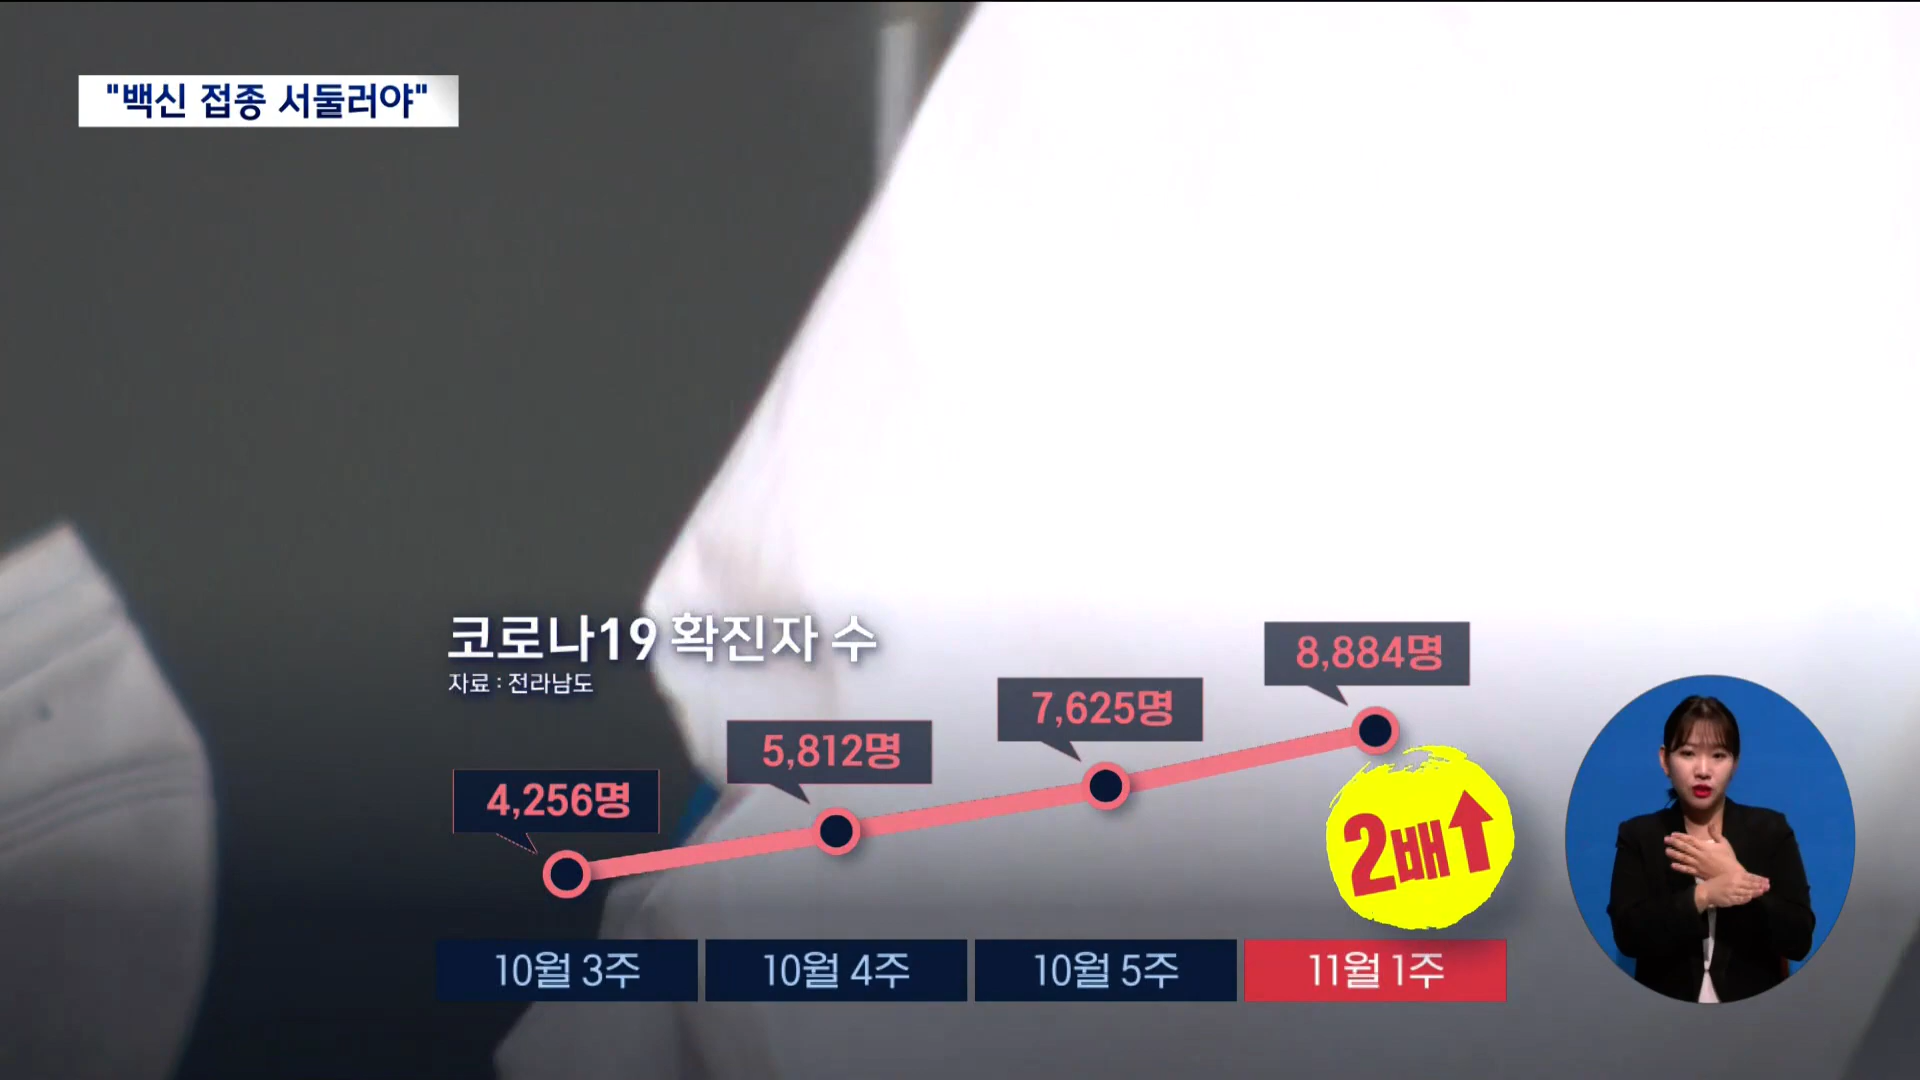 "백신 접종 서둘러야"
코로나19 확진자 수
자료 : 전라남도
4,256명
5,812명
7,625명
8,884명
2배↑
10월 3주
10월 4주
10월 5주
11월 1주